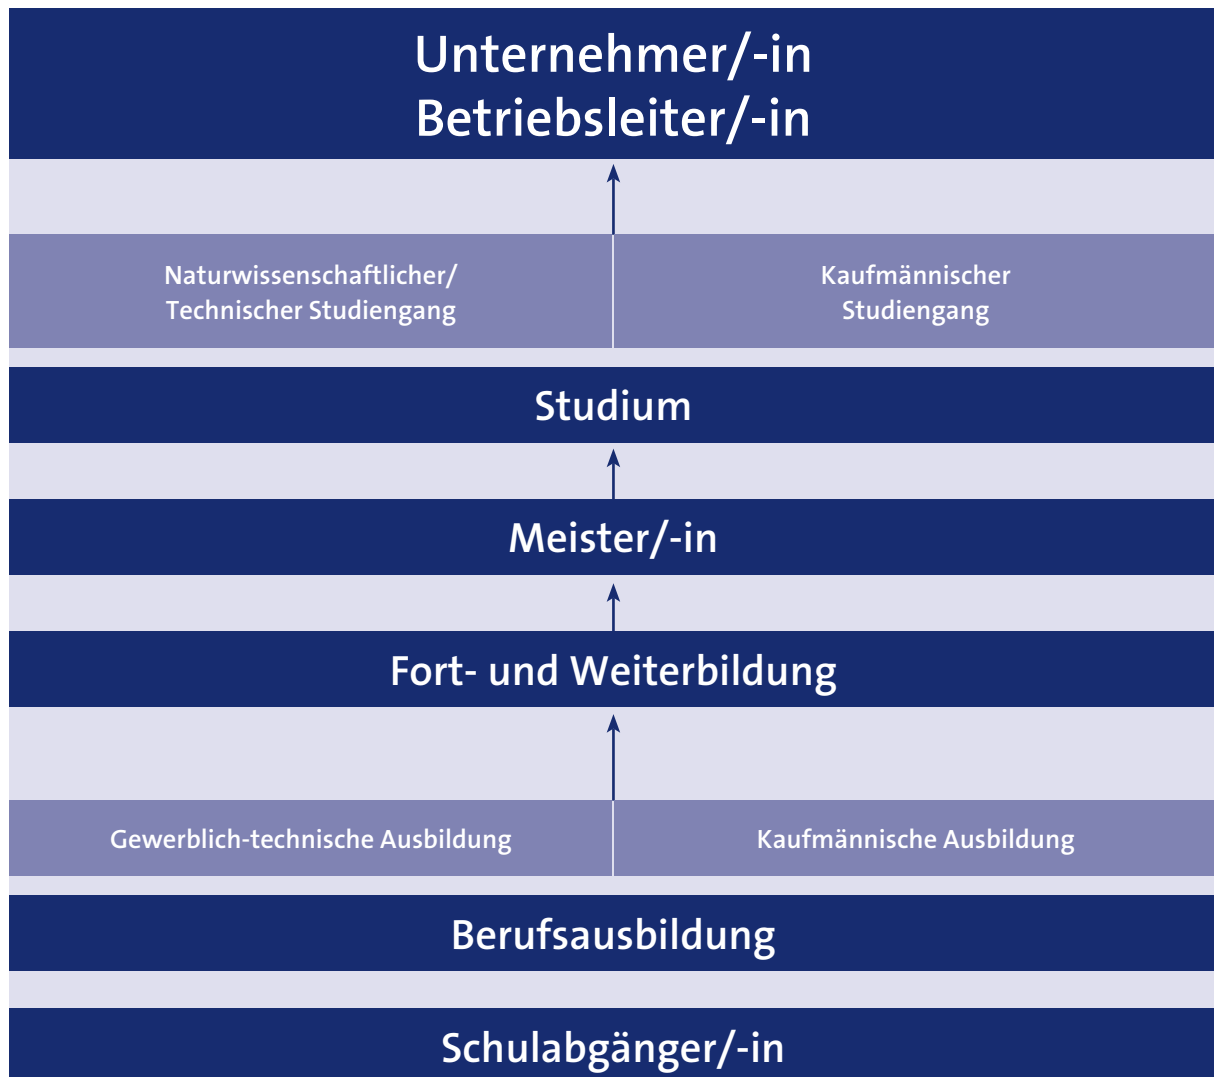 Unternehmer/-in
Betriebsleiter/-in
Naturwissenschaftlicher/
Technischer Studiengang
Kaufmännischer
Studiengang
Studium
Meister/-in
Fort- und Weiterbildung
Gewerblich-technische Ausbildung
Kaufmännische Ausbildung
Berufsausbildung
Schulabgänger/-in